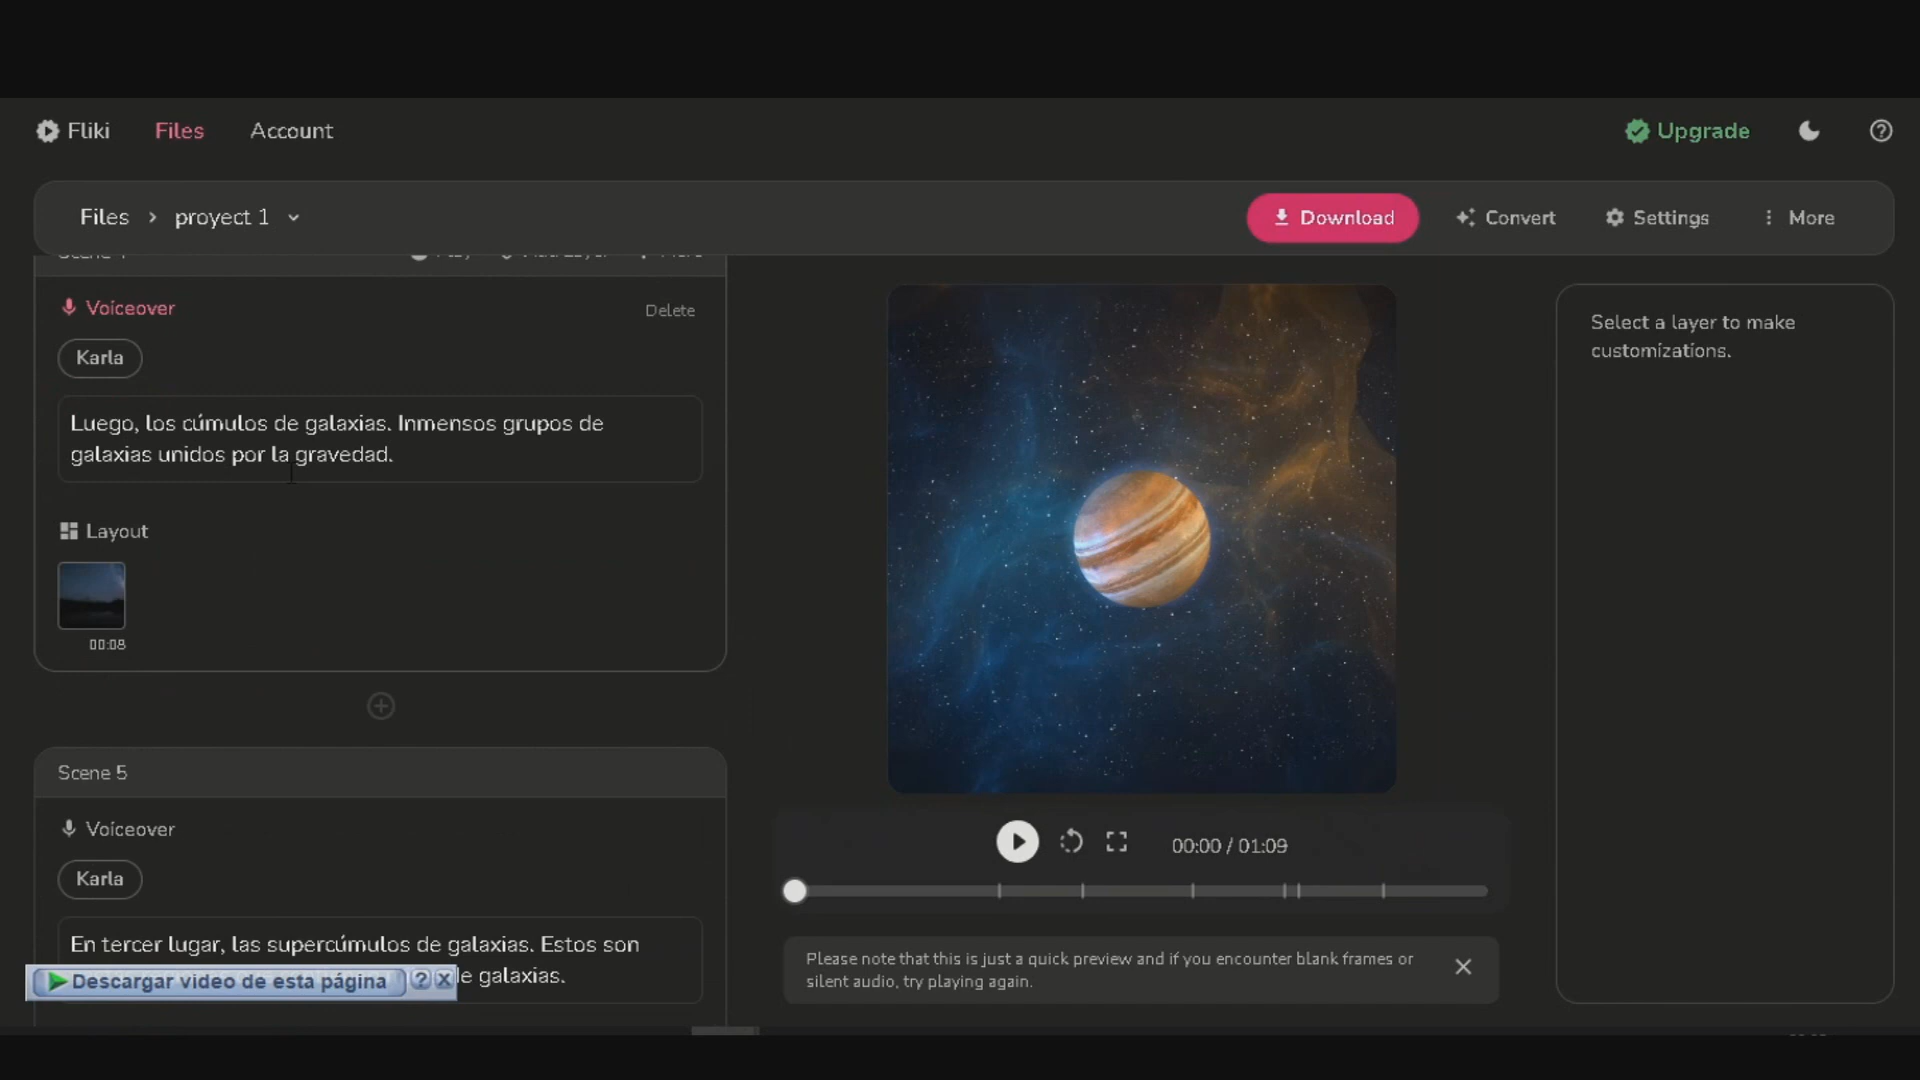 Fliki
Files
Account
Upgrade
Files > proyect 1
Download
Convert
Settings
More
Voiceover
Delete
Karla
Luego, los cúmulos de galaxias. Inmensos grupos de
galaxias unidos por la gravedad.
Layout
00:08
Scene 5
Voiceover
Karla
En tercer lugar, las supercúmulos de galaxias. Estos son
de galaxias.
Descargar video de esta página
?
Select a layer to make
customizations.
00:00 / 01:09
Please note that this is just a quick preview and if you encounter blank frames or
silent audio, try playing again.